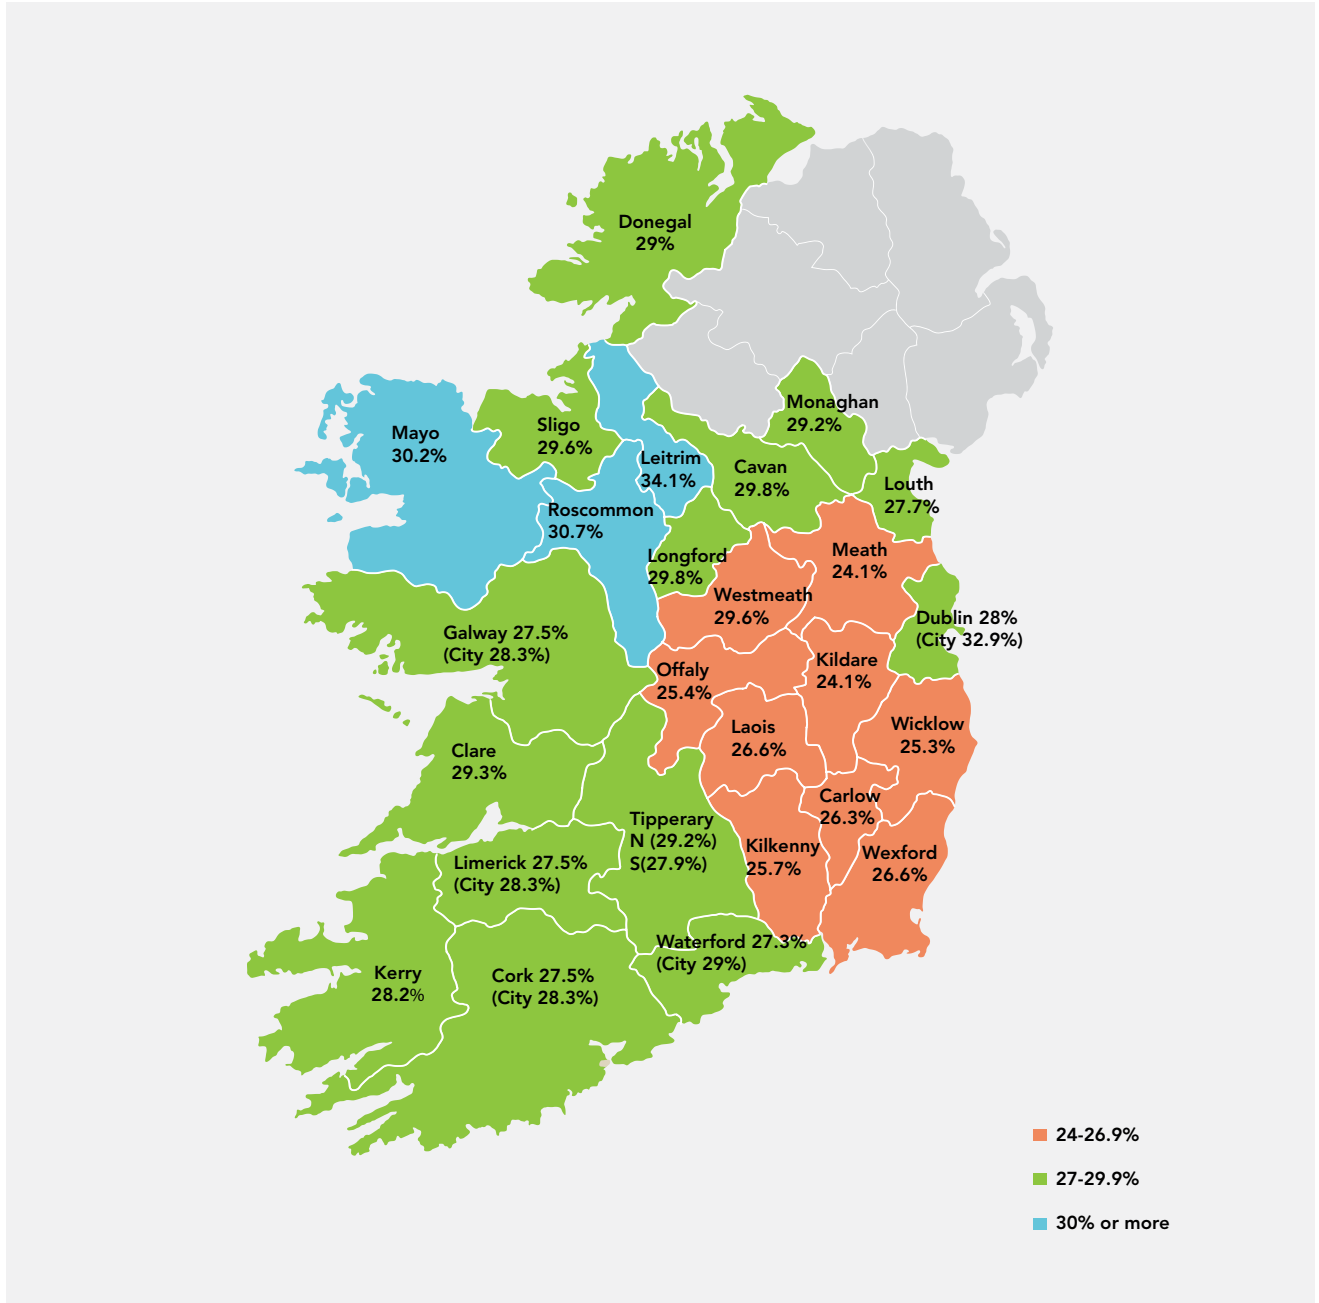 Donegal
29%
Monaghan
29.2%
Mayo
30.2%
Sligo
29.6%
Leitrim
34.1%
Cavan
29.8%
Louth
27.7%
Roscommon
30.7%
Longford
29.8%
Meath
24.1%
Westmeath
29.6%
Dublin 28%
(City 32.9%)
Galway 27.5%
(City 28.3%)
Offaly
25.4%
Kildare
24.1%
Laois
26.6%
Wicklow
25.3%
Clare
29.3%
Carlow
26.3%
Tipperary
N (29.2%)
S(27.9%)
Kilkenny
25.7%
Wexford
26.6%
Limerick 27.5%
(City 28.3%)
Waterford 27.3%
(City 29%)
Kerry
28.2%
Cork 27.5%
(City 28.3%)
24-26.9%
27-29.9%
30% or more